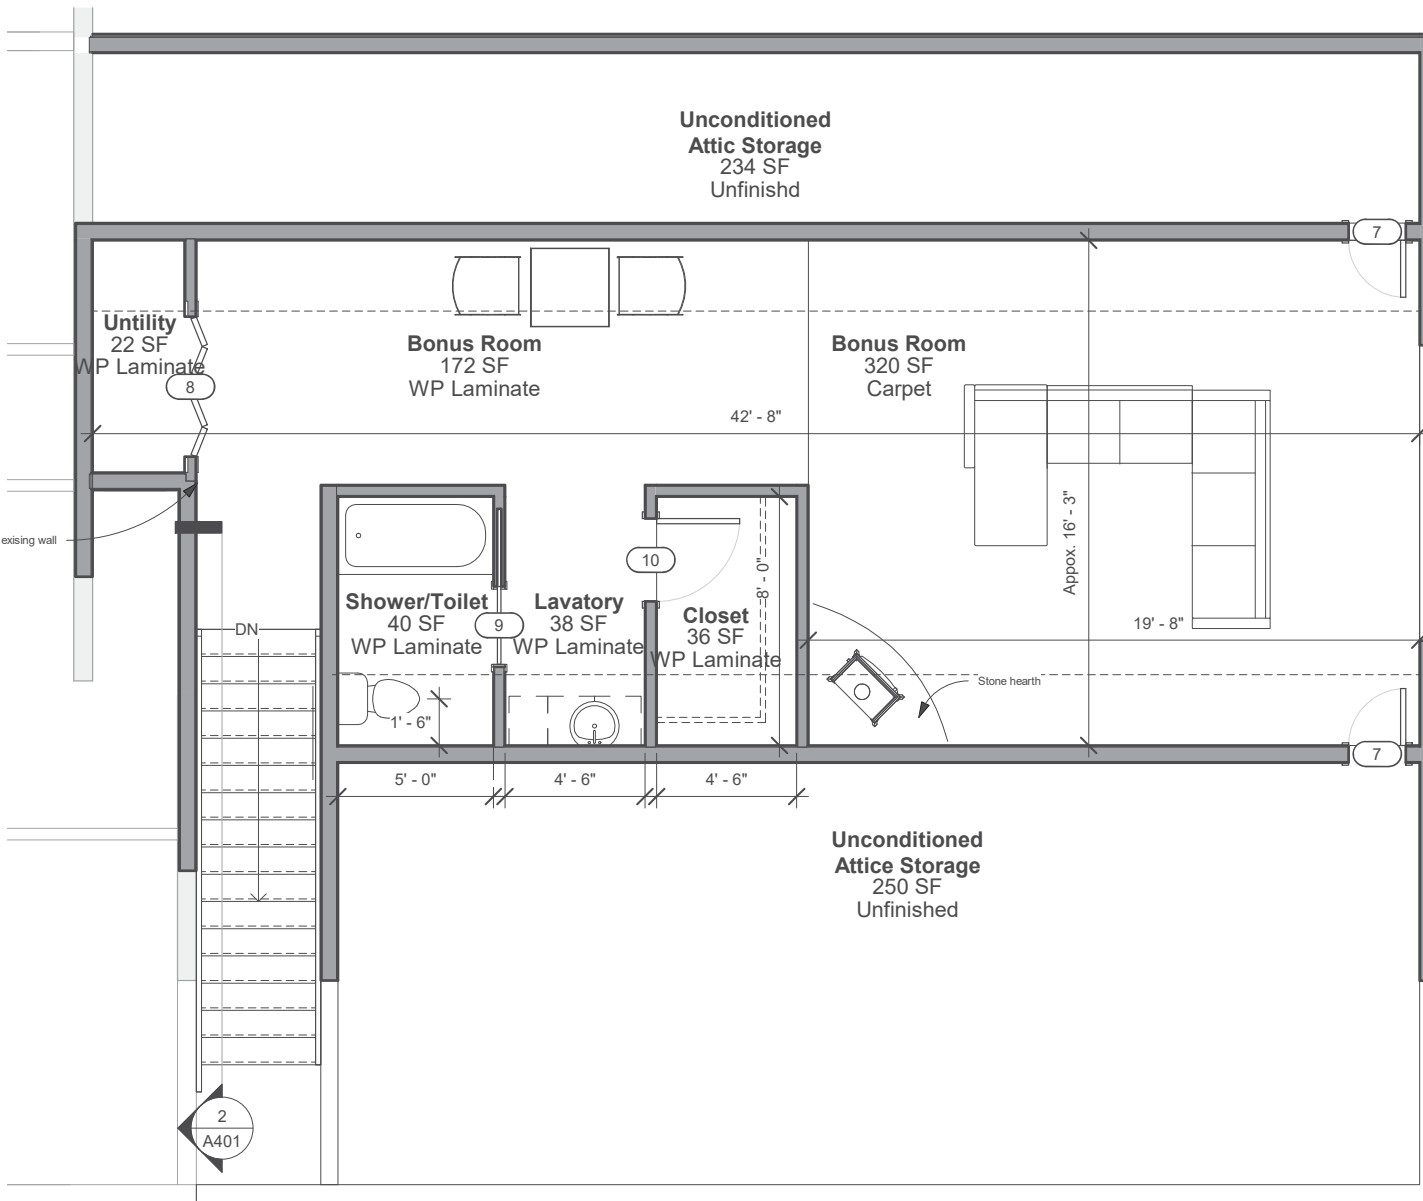 Unconditioned
Attic Storage
234 SF
Unfinishd
7
Untility
22 SF
WP Laminate
8
Bonus Room
172 SF
WP Laminate
Bonus Room
320 SF
Carpet
42' - 8"
Appox. 16' - 3"
19' - 8"
exising wall
10
8' - 0"
Shower/Toilet
40 SF
WP Laminate
9
Lavatory
38 SF
WP Laminate
Closet
36 SF
WP Laminate
DN
Stone hearth
1' - 6"
7
5' - 0"
4' - 6"
4' - 6"
Unconditioned
Attice Storage
250 SF
Unfinished
2
A401